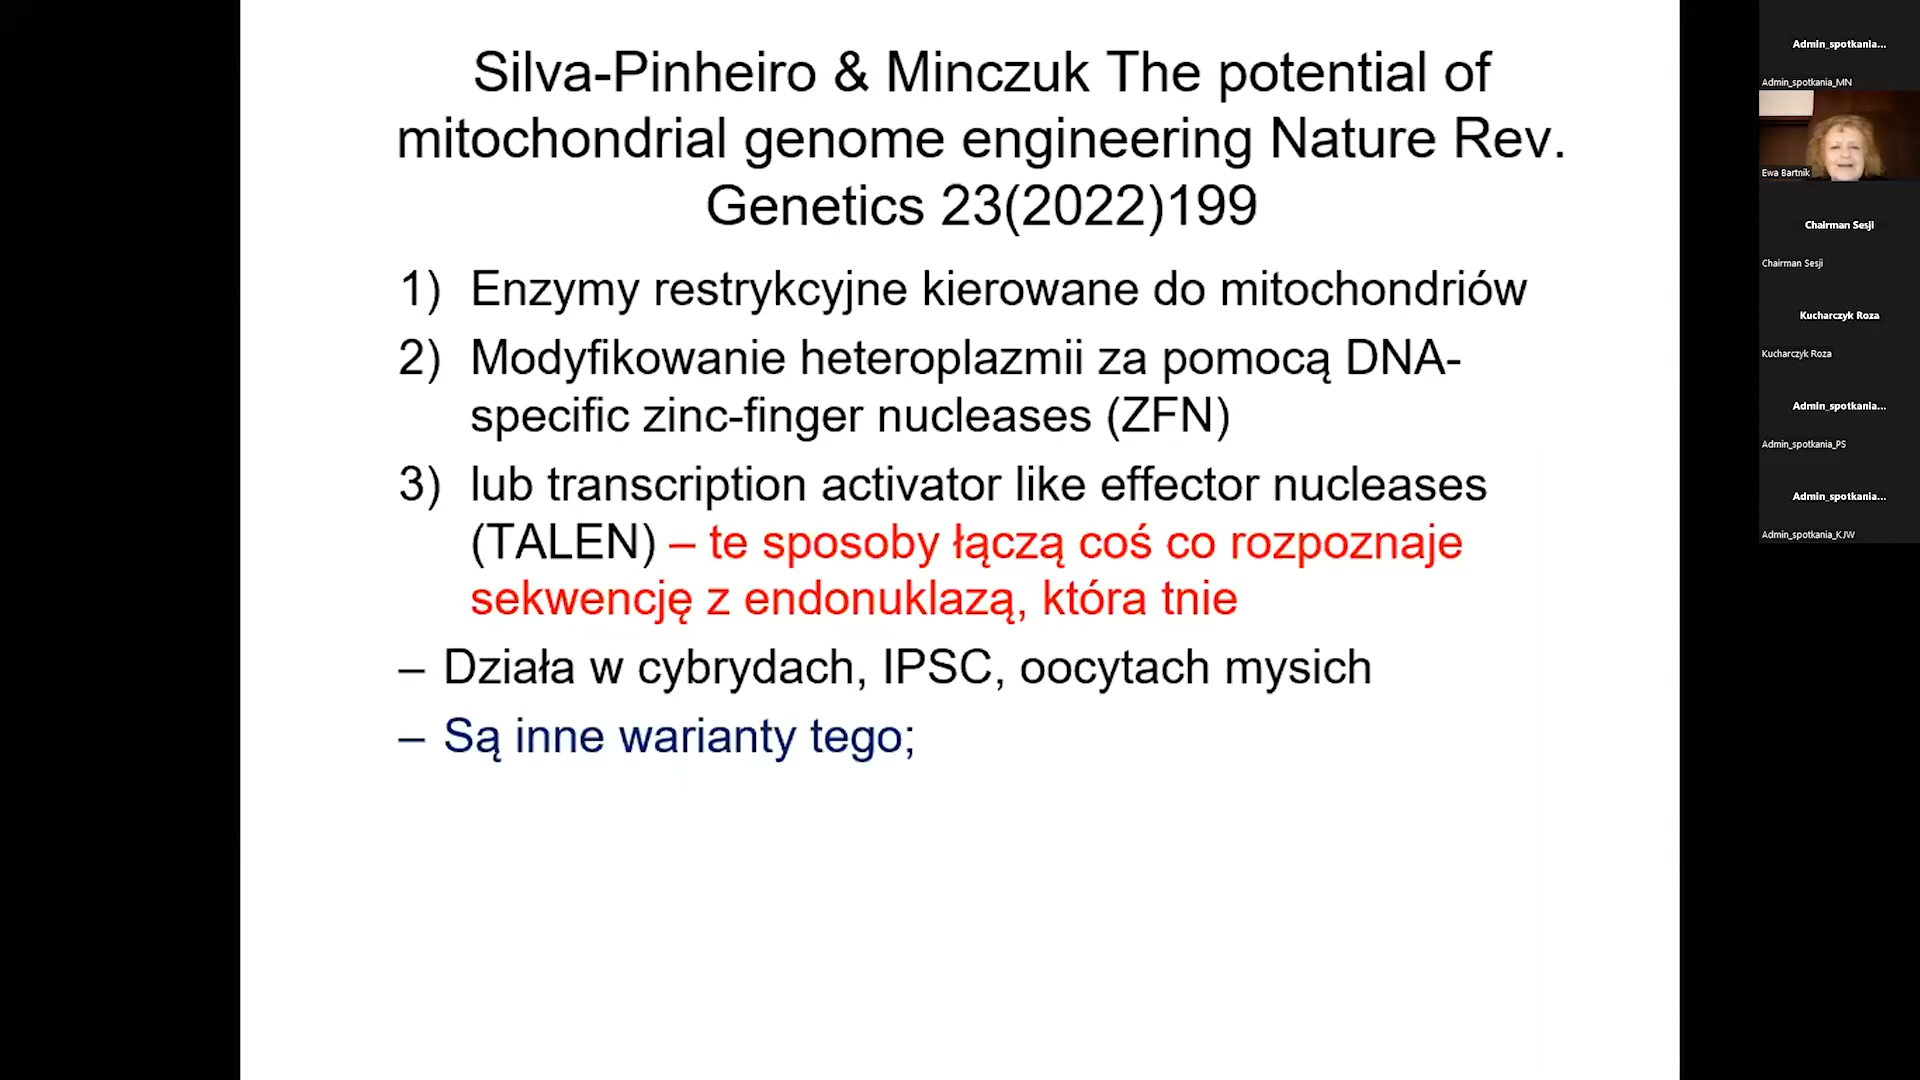 Silva-Pinheiro & Minczuk The potential of
mitochondrial genome engineering Nature Rev.
Genetics 23(2022)199
1) Enzymy restrykcyjne kierowane do mitochondriów
2) Modyfikowanie heteroplazmii za pomocą DNA-
specific zinc-finger nucleases (ZFN)
3) lub transcription activator like effector nucleases
(TALEN) – te sposoby łączą coś co rozpoznaje
sekwencję z endonuklazą, która tnie
– Działa w cybrydach, IPSC, oocytach mysich
– Są inne warianty tego;
Admin_spotkania...
Admin_spotkania_MN
Ewa Bartnik
Chairman Sesji
Chairman Sesji
Kucharczyk Roza
Kucharczyk Roza
Admin_spotkania...
Admin_spotkania_PS
Admin_spotkania...
Admin_spotkania_KJW